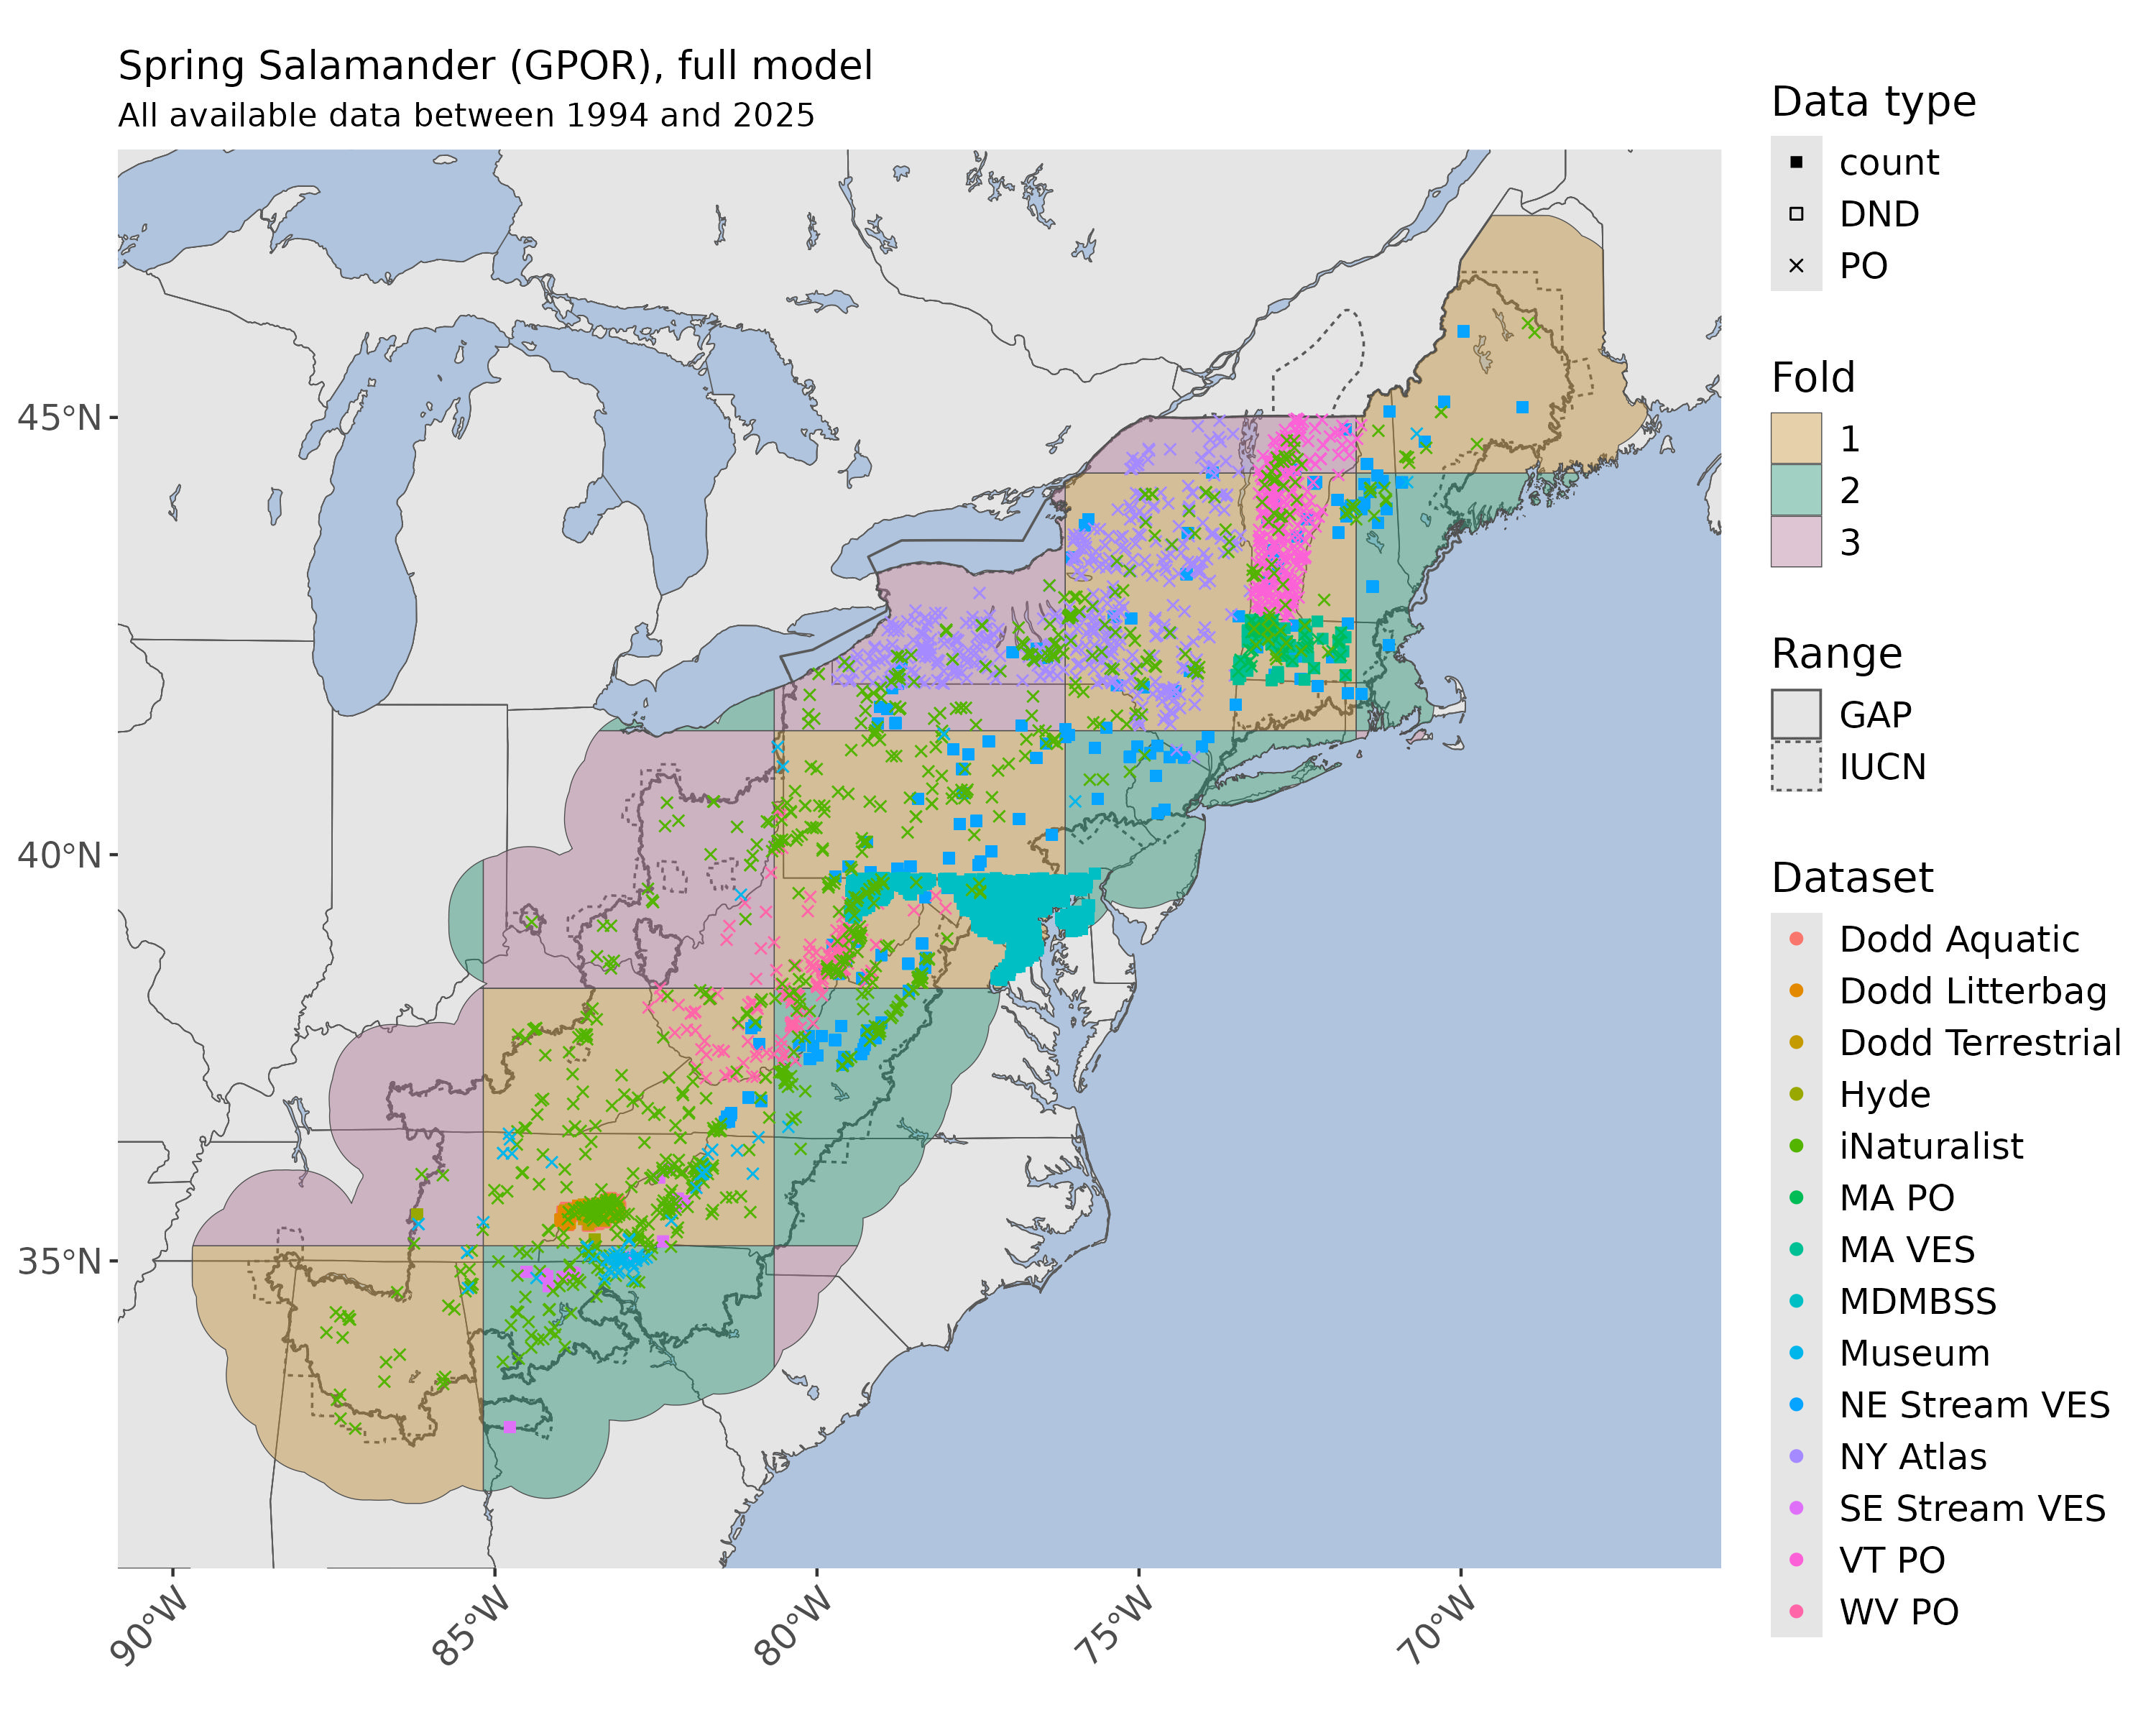 Spring Salamander (GPOR), full model
All available data between 1994 and 2025
45°N
40°N
35°N
90°W
85°W
80°W
75°W
70°W
Data type
count
DND
PO
Fold
1
2
3
Range
GAP
IUCN
Dataset
Dodd Aquatic
Dodd Litterbag
Dodd Terrestrial
Hyde
iNaturalist
MA PO
MA VES
MDMBSS
Museum
NE Stream VES
NY Atlas
SE Stream VES
VT PO
WV PO